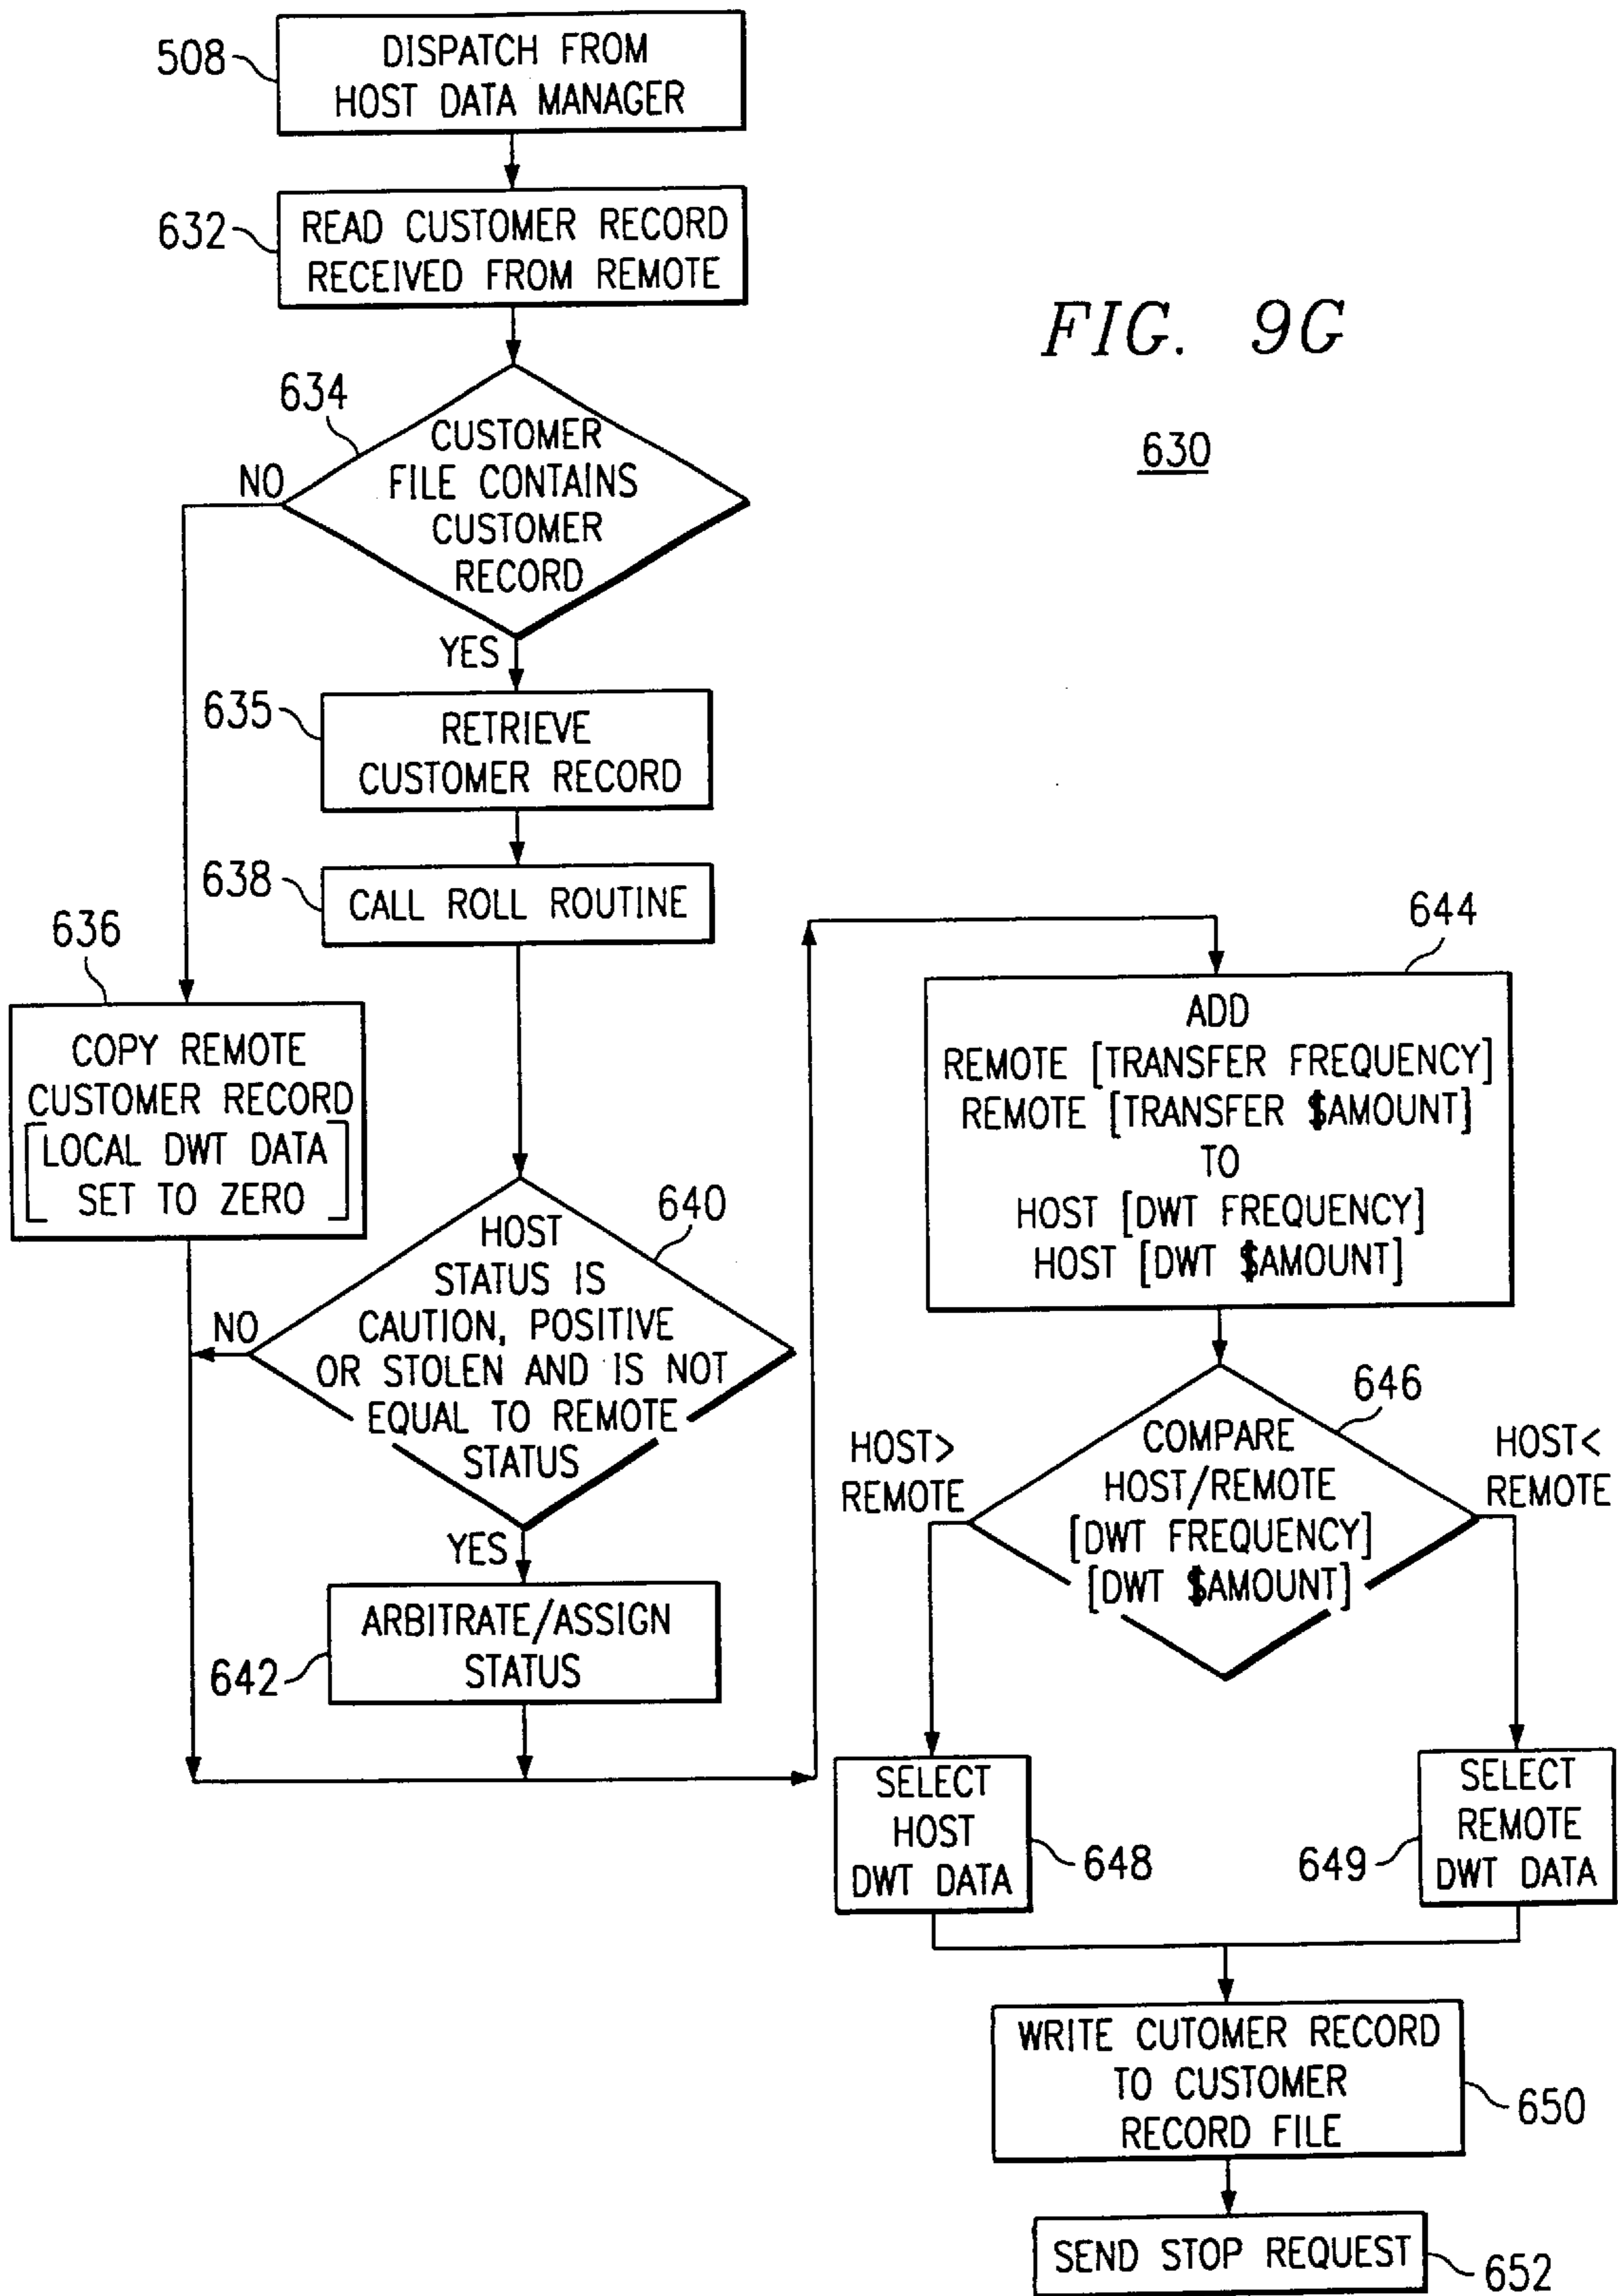 508
DISPATCH FROM
HOST DATA MANAGER
632
READ CUSTOMER RECORD
RECEIVED FROM REMOTE
FIG. 9G
630
634
CUSTOMER
FILE CONTAINS
CUSTOMER
RECORD
NO
YES
635
RETRIEVE
CUSTOMER RECORD
638
CALL ROLL ROUTINE
636
COPY REMOTE
CUSTOMER RECORD
[LOCAL DWT DATA
SET TO ZERO]
640
HOST
STATUS IS
CAUTION, POSITIVE
OR STOLEN AND IS NOT
EQUAL TO REMOTE
STATUS
NO
YES
642
ARBITRATE/ASSIGN
STATUS
644
ADD
REMOTE [TRANSFER FREQUENCY]
REMOTE [TRANSFER $AMOUNT]
TO
HOST [DWT FREQUENCY]
HOST [DWT $AMOUNT]
646
COMPARE
HOST/REMOTE
[DWT FREQUENCY]
[DWT $AMOUNT]
HOST>
REMOTE
HOST<
REMOTE
SELECT
HOST
DWT DATA
648
649
SELECT
REMOTE
DWT DATA
WRITE CUTOMER RECORD
TO CUSTOMER
RECORD FILE
650
SEND STOP REQUEST
652